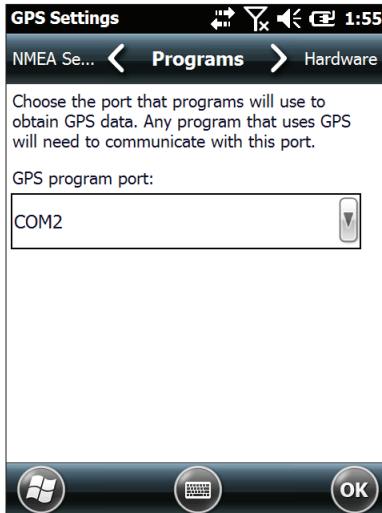 GPS Settings 1:55
NMEA Se... Programs Hardware
Choose the port that programs will use to
obtain GPS data. Any program that uses GPS
will need to communicate with this port.
GPS program port:
COM2
OK